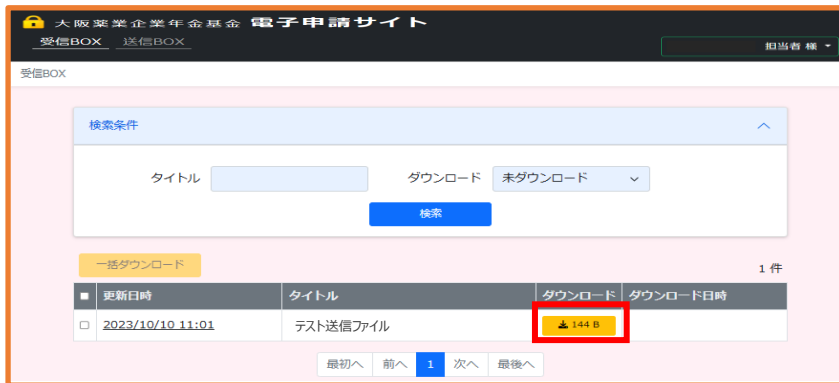 大阪薬業企業年金基金 電子申請サイト
受信BOX 送信BOX
担当者 様
受信BOX
検索条件
タイトル ダウンロード 未ダウンロード
検索
一括ダウンロード
1 件
更新日時 タイトル ダウンロード ダウンロード日時
2023/10/10 11:01 テスト送信ファイル 144 B
最初へ 前へ 1 次へ 最後へ